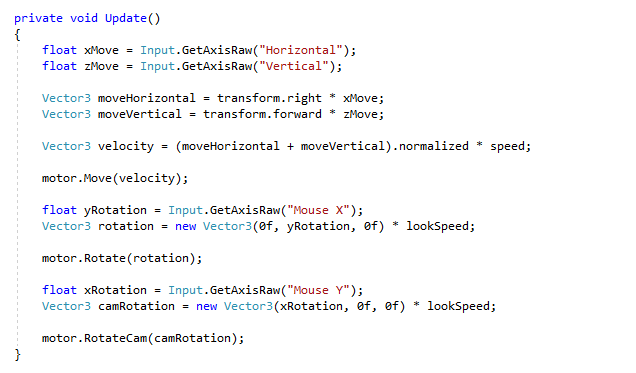 private void Update()
{
float xMove = Input.GetAxisRaw("Horizontal");
float zMove = Input.GetAxisRaw("Vertical");
Vector3 moveHorizontal = transform.right * xMove;
Vector3 moveVertical = transform.forward * zMove;
Vector3 velocity = (moveHorizontal + moveVertical).normalized * speed;
motor.Move(velocity);
float yRotation = Input.GetAxisRaw("Mouse X");
Vector3 rotation = new Vector3(0f, yRotation, 0f) * lookSpeed;
motor.Rotate(rotation);
float xRotation = Input.GetAxisRaw("Mouse Y");
Vector3 camRotation = new Vector3(xRotation, 0f, 0f) * lookSpeed;
motor.RotateCam(camRotation);
}